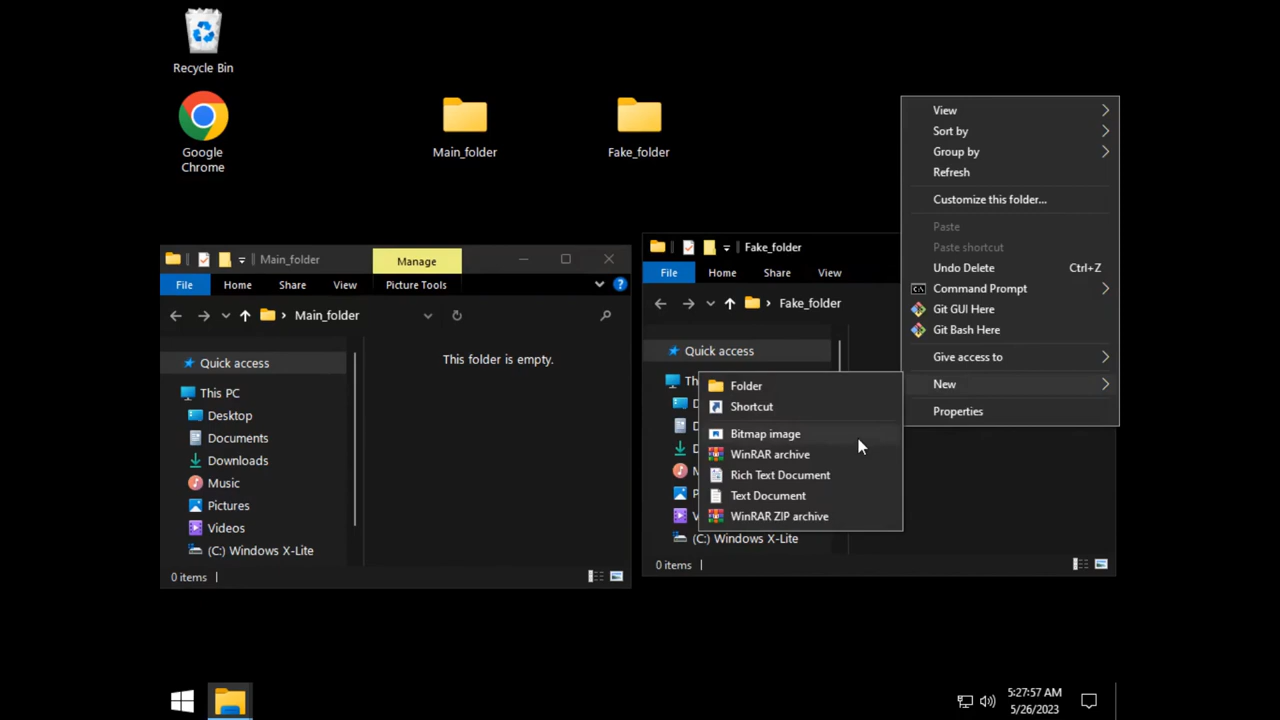 Recycle Bin
Google
Chrome
Main_folder
Fake_folder
Main_folder
Manage
File
Home
Share
View
Picture Tools
Main_folder
Quick access
This PC
Desktop
Documents
Downloads
Music
Pictures
Videos
(C:) Windows X-Lite
This folder is empty.
0 items
Fake_folder
File
Home
Share
View
Fake_folder
Quick access
Th
D
D
D
M
P
V
(C:) Windows X-Lite
0 items
View
Sort by
Group by
Refresh
Customize this folder...
Paste
Paste shortcut
Undo Delete Ctrl+Z
Command Prompt
Git GUI Here
Git Bash Here
Give access to
New
Properties
Folder
Shortcut
Bitmap image
WinRAR archive
Rich Text Document
Text Document
WinRAR ZIP archive
5:27:57 AM
5/26/2023